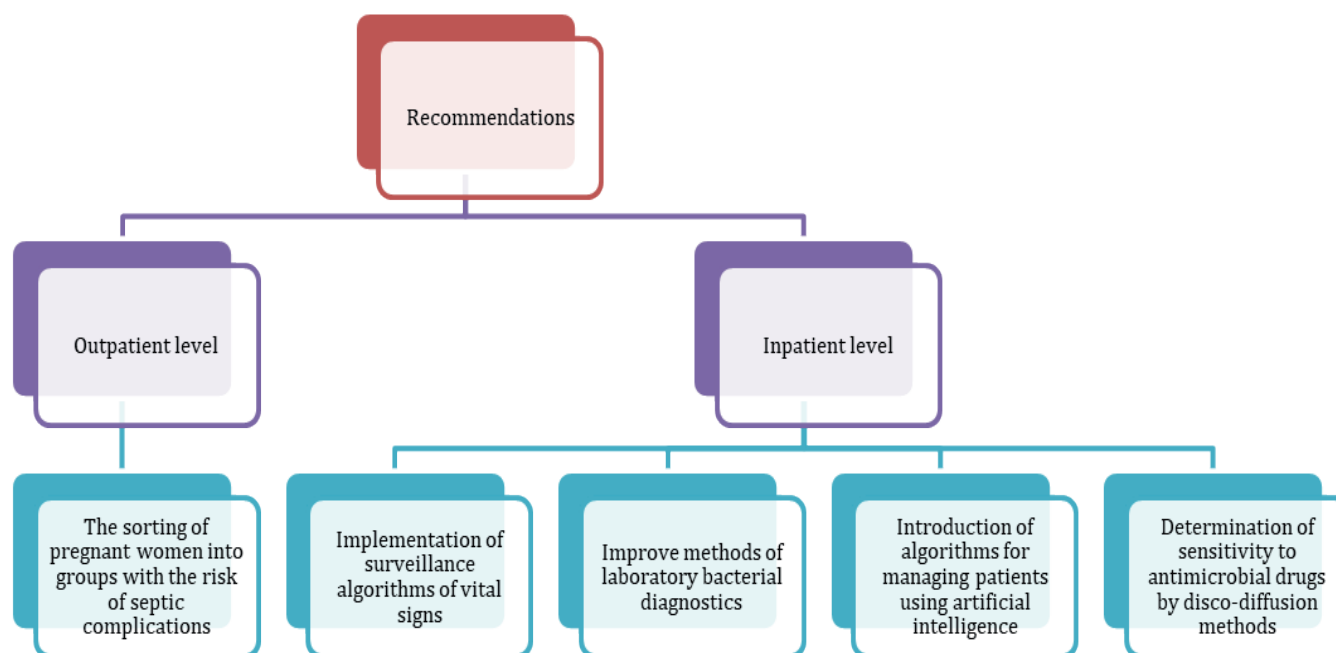 Recommendations
Outpatient level
Inpatient level
The sorting of
pregnant women into
groups with the risk
of septic
complications
Implementation of
surveillance
algorithms of vital
signs
Improve methods of
laboratory bacterial
diagnostics
Introduction of
algorithms for
managing patients
using artificial
intelligence
Determination of
sensitivity to
antimicrobial drugs
by disco-diffusion
methods